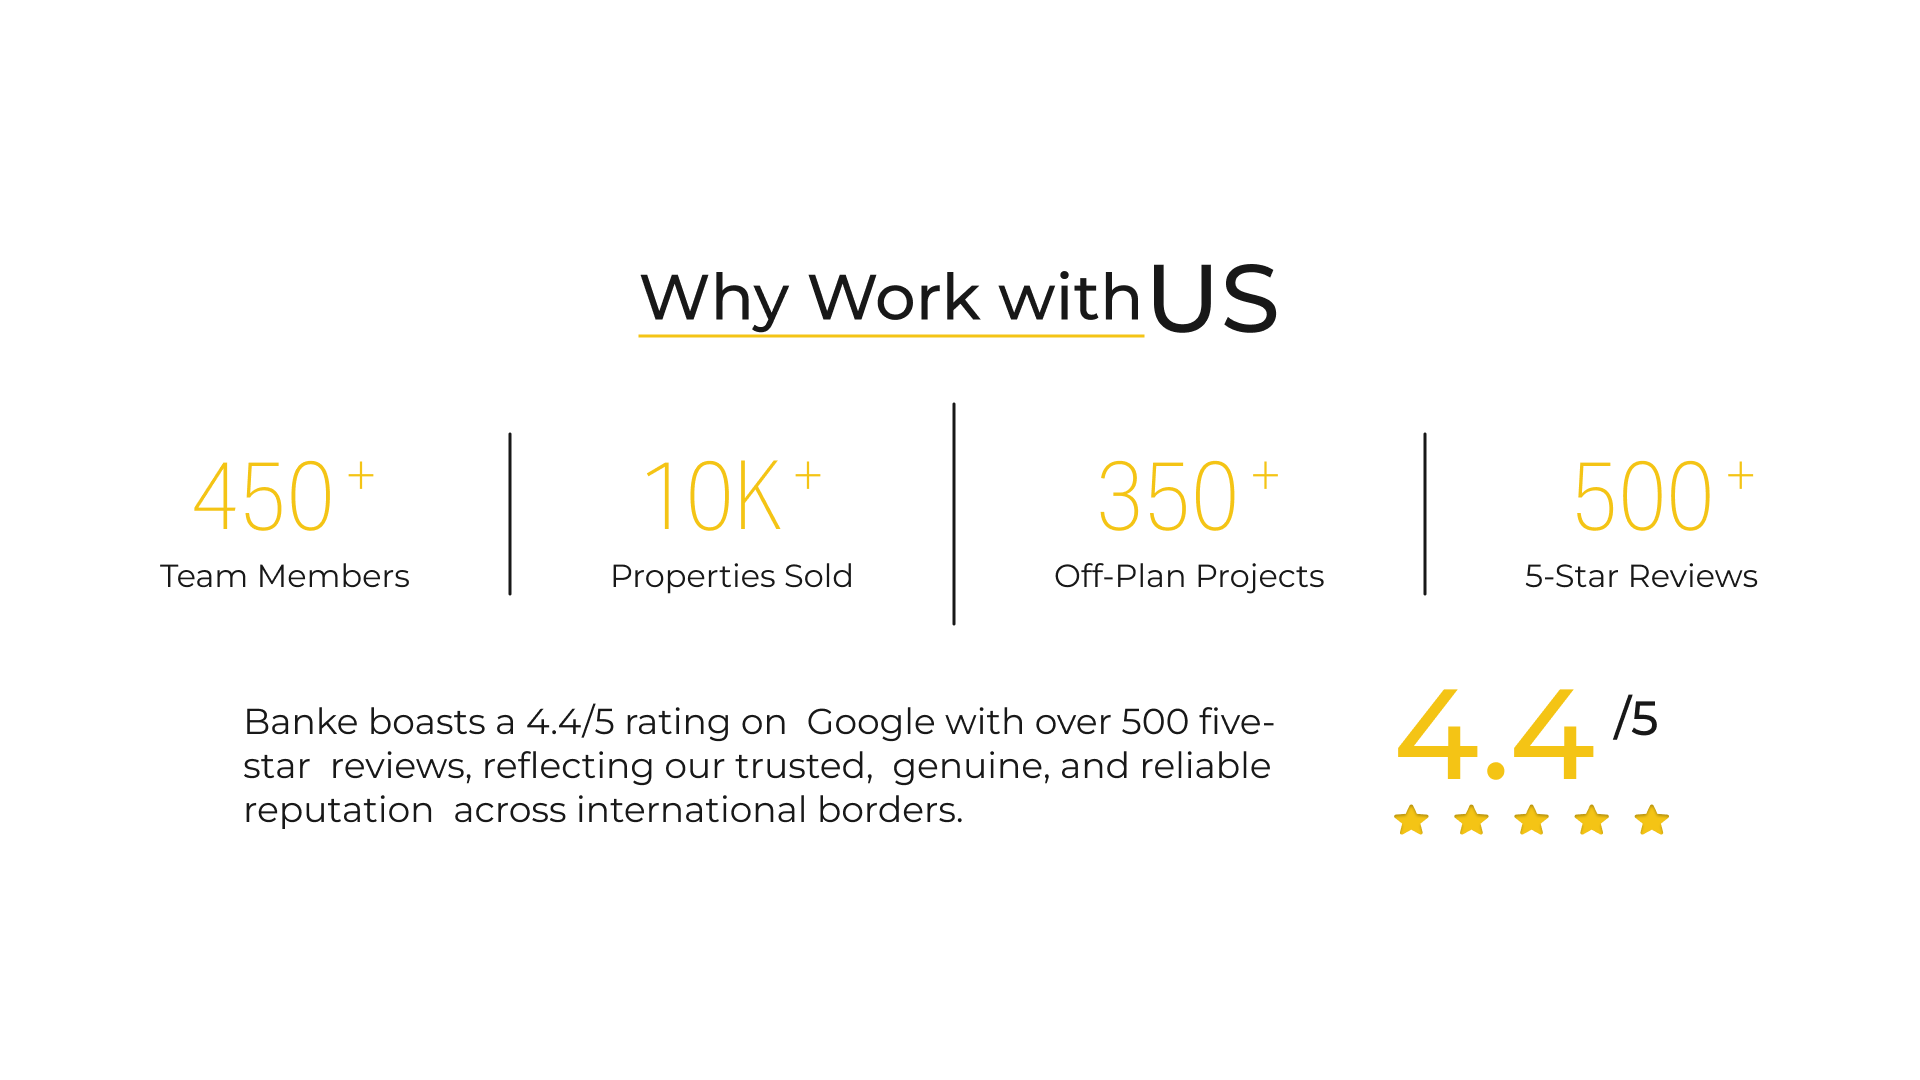 Why Work with US
450+
Team Members
10K+
Properties Sold
350+
Off-Plan Projects
500+
5-Star Reviews
Banke boasts a 4.4/5 rating on  Google with over 500 five-
star  reviews, reflecting our trusted,  genuine, and reliable
reputation  across international borders.
4.4 /5